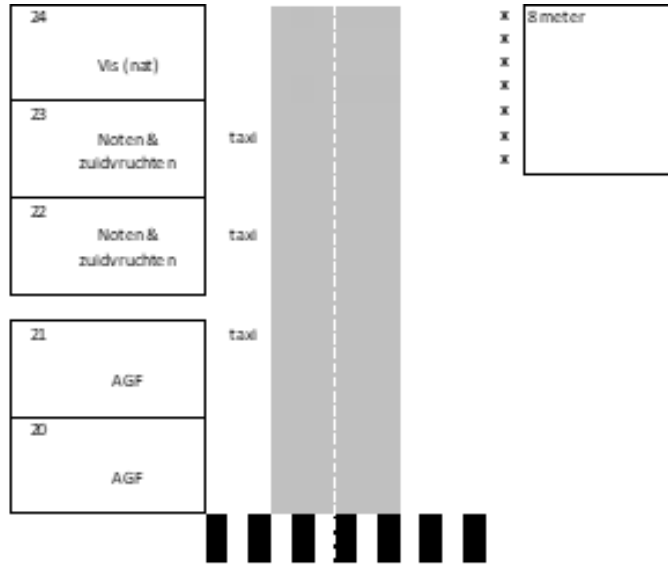 24
Vis (nat)
23
Noten &
zuidvruchten
taxi
22
Noten &
zuidvruchten
taxi
21
taxi
AGF
20
AGF
x
x
x
x
x
x
x
8 meter